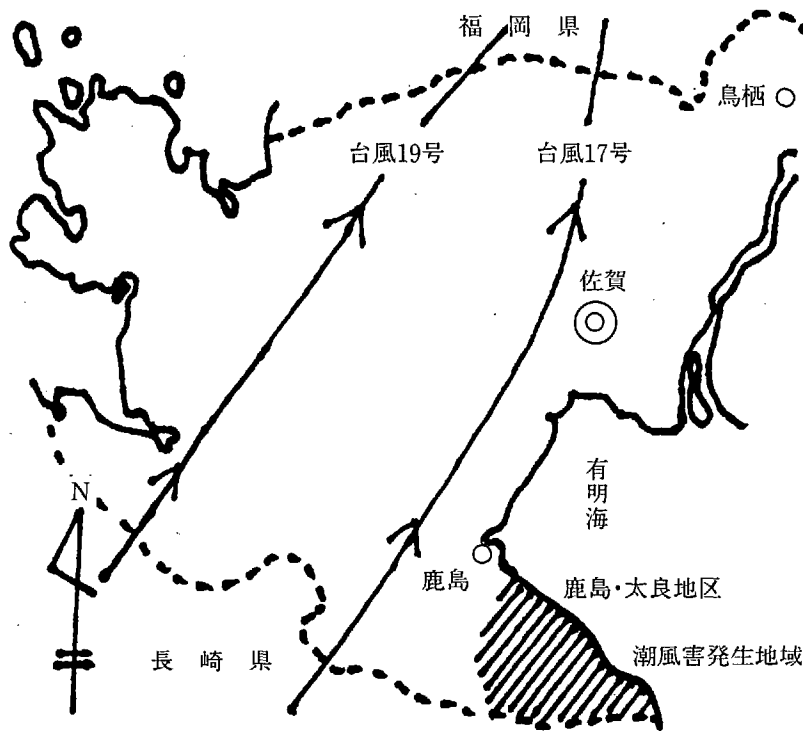 福岡県
鳥栖
台風19号
台風17号
佐賀
有明海
N
鹿島
鹿島・太良地区
長崎県
潮風害発生地域